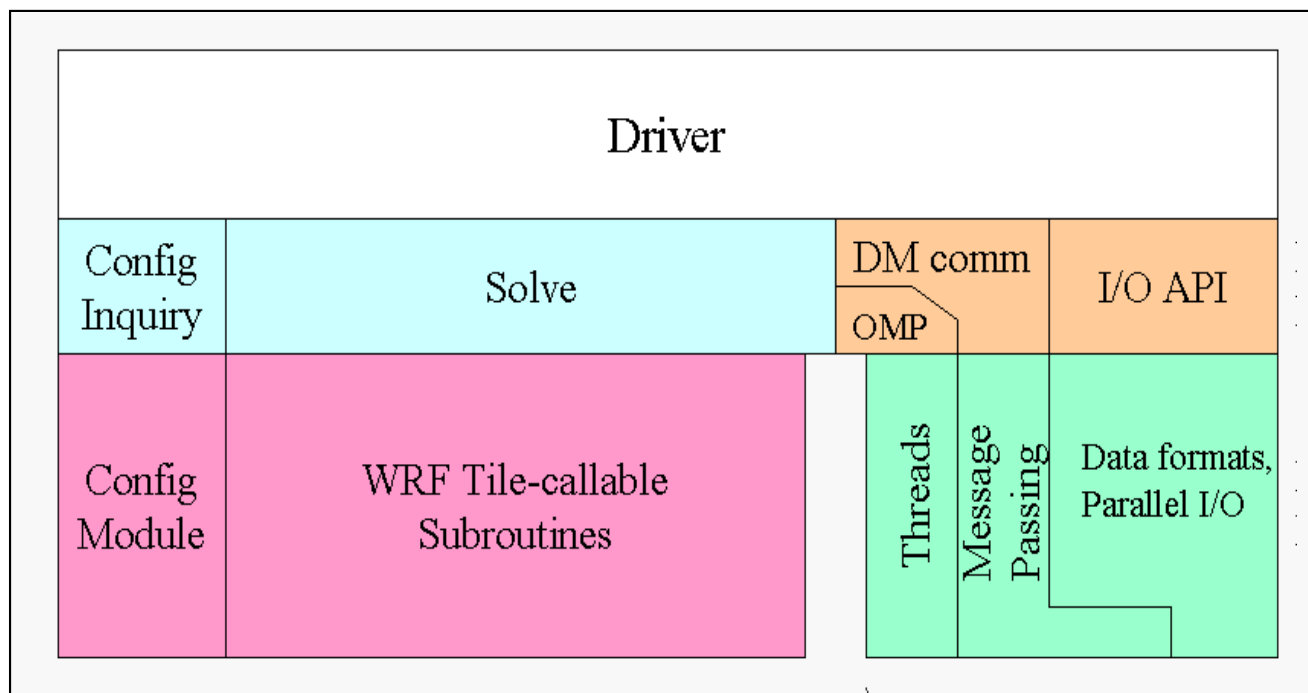 Driver
Config
Inquiry
Solve
DM comm
OMP
I/O API
Config
Module
WRF Tile-callable
Subroutines
Threads
Message
Passing
Data formats,
Parallel I/O